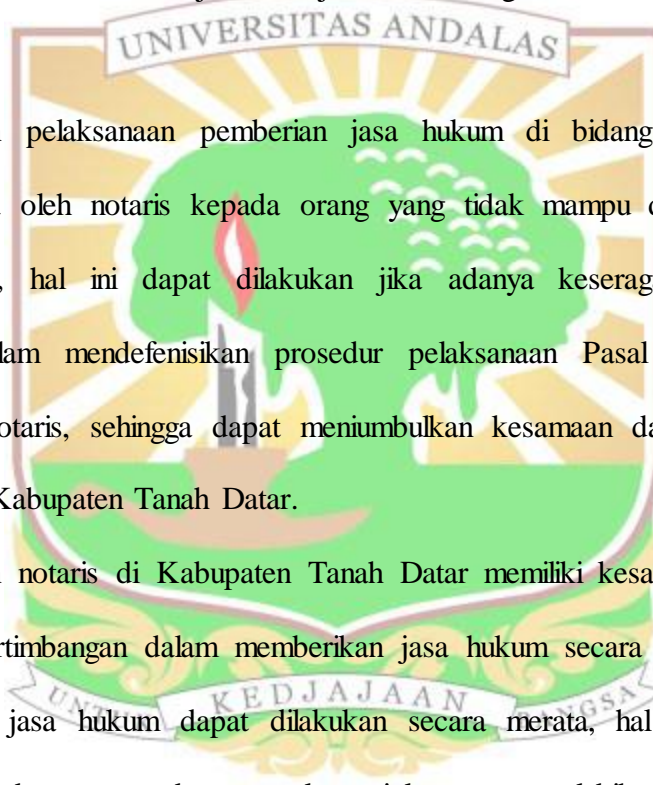 UNIVERSITAS ANDALAS
pelaksanaan pemberian jasa hukum di bidang
oleh notaris kepada orang yang tidak mampu
hal ini dapat dilakukan jika adanya keserag
lam mendefenisikan prosedur pelaksanaan Pasal
otaris, sehingga dapat meniumbulkan kesamaan da
Kabupaten Tanah Datar.
notaris di Kabupaten Tanah Datar memiliki kesa
rtimbangan dalam memberikan jasa hukum secara
UNTUK KEDJAJAAN BANGSA
jasa hukum dapat dilakukan secara merata, hal